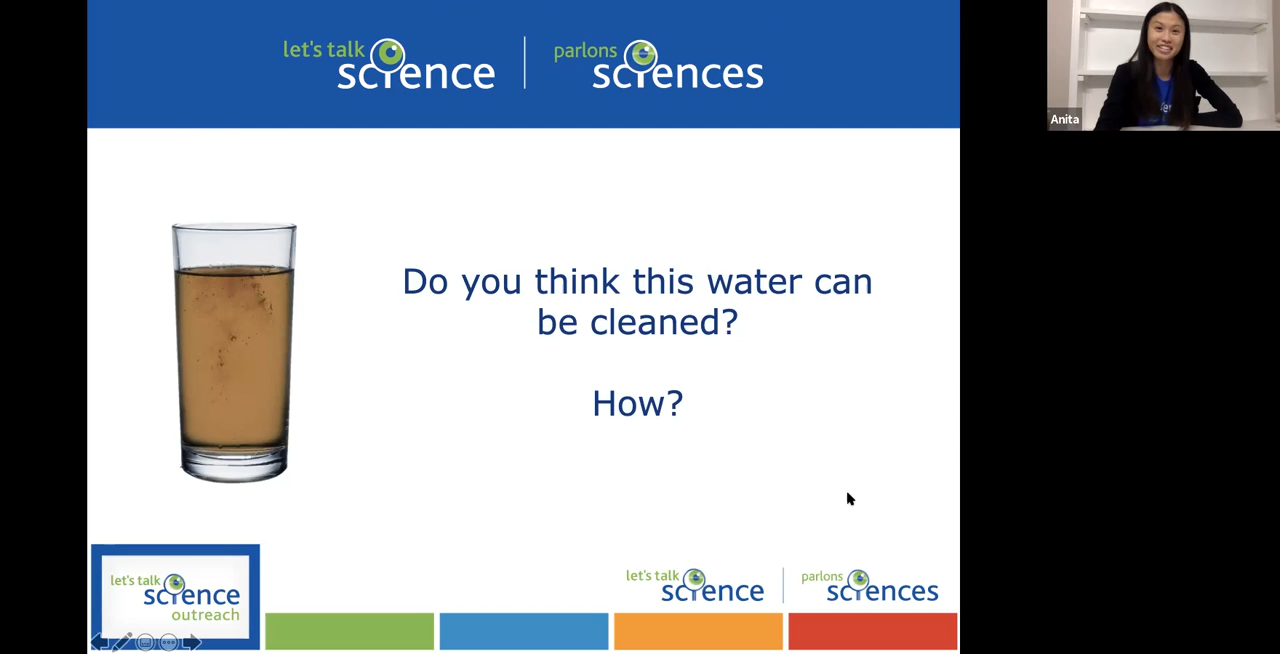 let's talk
science
parlons
sciences
Anita
Do you think this water can
be cleaned?
How?
let's talk
science
outreach
let's talk
science
parlons
sciences